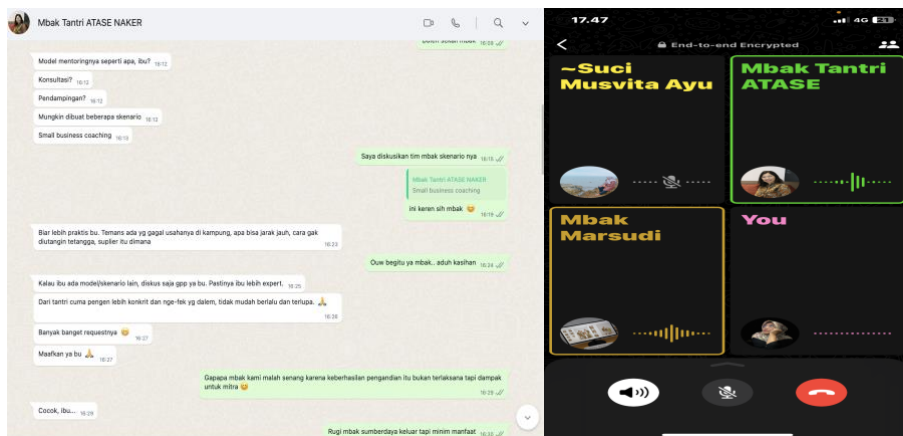 Mbak Tantri ATASE NAKER
16:09
Model mentoringnya seperti apa, ibu? 16:12
Konsultasi? 16:12
Pendampingan? 16:12
Mungkin dibuat beberapa skenario 16:13
Small business coaching 16:13
Saya diskusikan tim mbak skenario nya 16:15
Mbak Tantri ATASE NAKER
Small business coaching
ini keren sih mbak 😊 16:19
Biar lebih praktis bu. Temans ada yg gagal usahanya di kampung, apa bisa jarak jauh, cara gak
diutangin tetangga, suplier itu dimana 16:23
Ouw begitu ya mbak.. aduh kasihan 16:24
Kalau ibu ada model/skenario lain, diskus saja gpp ya bu. Pastinya ibu lebih expert. 16:25
Dari tantri cuma pengen lebih konkrit dan nge-fek yg dalem, tidak mudah berlalu dan terlupa. 🙏
16:26
Banyak banget requestnya 😊 16:27
Maafkan ya bu 🙏 16:27
Gapapa mbak kami malah senang karena keberhasilan pengandian itu bukan terlaksana tapi dampak
untuk mitra 😊 16:29
Cocok, ibu... 16:29
Rugi mbak sumberdaya keluar tapi minim manfaat 16:30
17.47
4G
End-to-end Encrypted
~Suci
Musvita Ayu
Mbak Tantri
ATASE
Mbak
Marsudi
You